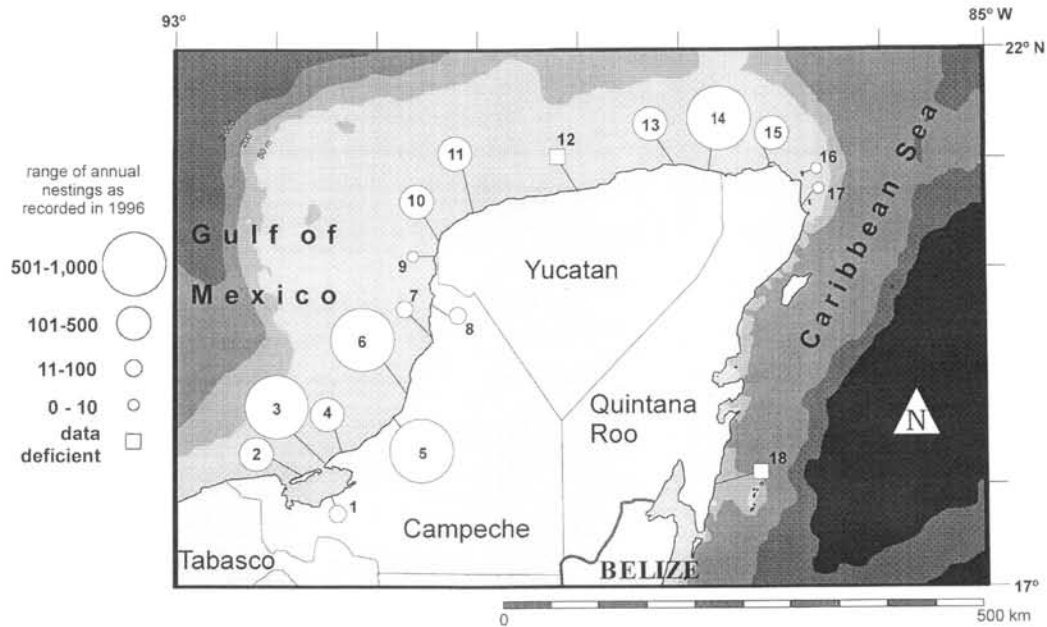 93°
85° W
22° N
range of annual
nestings as
recorded in 1996
501-1,000
101-500
11-100
0 - 10
data
deficient
Gulf of
Mexico
Caribbean Sea
50 m
14
13
15
12
11
16
17
10
Yucatan
9
7
8
6
3
4
Quintana
Roo
N
2
5
18
1
Campeche
Tabasco
BELIZE
17°
0
500 km